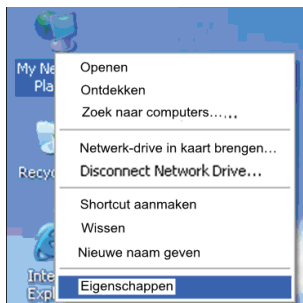 My Ne
Pla
Openen
Ontdekken
Zoek naar computers…..
Netwerk-drive in kaart brengen…
Recyc
Disconnect Network Drive...
Shortcut aanmaken
Wissen
Nieuwe naam geven
Inte
Expl
Eigenschappen